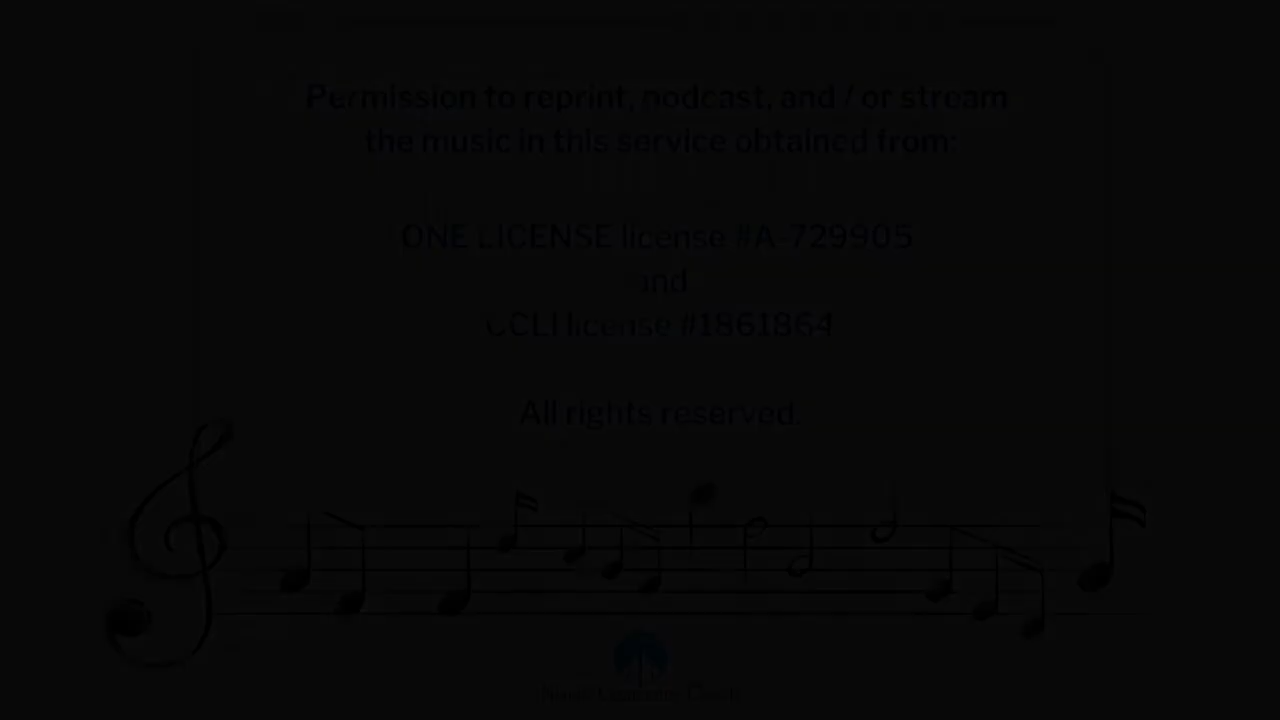 Permission to reprint, podcast, and / or stream
the music in this service obtained from:
ONE LICENSE license #A-729905
and
CCLI license #1861864
All rights reserved.